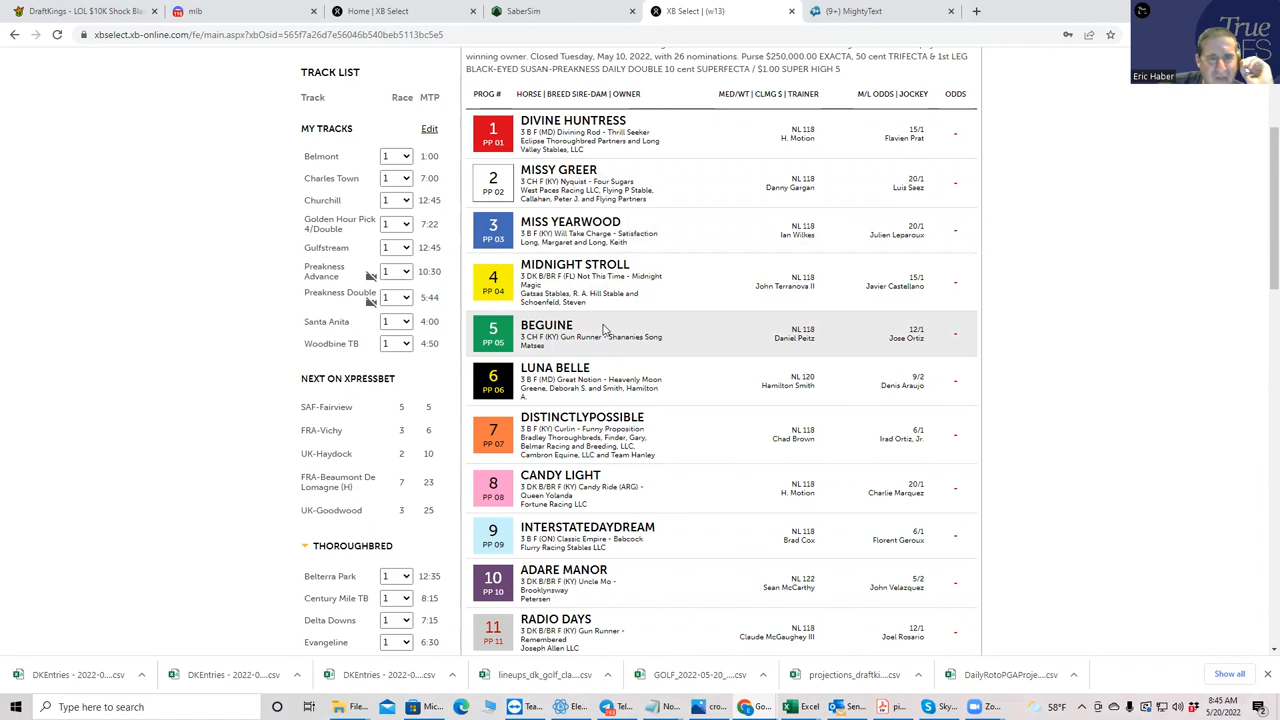 DraftKings - LOL $10K Shock Bla
mlb
Home | XB Select
SaberSim
XB Select (w13)
(9+) MightyText
xbselect.xb-online.com/fe/main.aspx?xbOsid=565f7a26d7e56046b540beb5113bc5e5
winning owner. Closed Tuesday, May 10, 2022, with 26 nominations. Purse $250,000.00 EXACTA, 50 cent TRIFECTA & 1st LEG
BLACK-EYED SUSAN-PREAKNESS DAILY DOUBLE 10 cent SUPERFECTA / $1.00 SUPER HIGH 5
True
Eric Haber
TRACK LIST
Track Race MTP
MY TRACKS Edit
Belmont 1 1:00
Charles Town 1 7:00
Churchill 1 12:45
Golden Hour Pick
4/Double 1 7:22
Gulfstream 1 12:45
Preakness
Advance 1 10:30
Preakness Double 1 5:44
Santa Anita 1 4:00
Woodbine TB 1 4:50
NEXT ON XPRESSBET
SAF-Fairview 5 5
FRA-Vichy 3 6
UK-Haydock 2 10
FRA-Beaumont De
Lomagne (H) 7 23
UK-Goodwood 3 25
THOROUGHBRED
Belterra Park 1 12:35
Century Mile TB 1 8:15
Delta Downs 1 7:15
Evangeline 1 6:30
PROG # HORSE | BREED SIRE-DAM | OWNER MED/WT | CLMG $ | TRAINER M/L ODDS | JOCKEY ODDS
1
PP 01
DIVINE HUNTRESS
3 B F (MD) Divining Rod - Thrill Seeker
Eclipse Thoroughbred Partners and Long
Valley Stables, LLC
NL 118
H. Motion
15/1
Flavien Prat
-
2
PP 02
MISSY GREER
3 CH F (KY) Nyquist - Four Sugars
West Paces Racing LLC, Flying P Stable,
Callahan, Peter J. and Flying Partners
NL 118
Danny Gargan
20/1
Luis Saez
-
3
PP 03
MISS YEARWOOD
3 B F (KY) Will Take Charge - Satisfaction
Long, Margaret and Long, Keith
NL 118
Ian Wilkes
20/1
Julien Leparoux
-
4
PP 04
MIDNIGHT STROLL
3 DK B/BR F (FL) Not This Time - Midnight
Magic
Gatsas Stables, R. A. Hill Stable and
Schoenfeld, Steven
NL 118
John Terranova II
15/1
Javier Castellano
-
5
PP 05
BEGUINE
3 CH F (KY) Gun Runner - Shananies Song
Matses
NL 118
Daniel Peitz
12/1
Jose Ortiz
-
6
PP 06
LUNA BELLE
3 B F (MD) Great Notion - Heavenly Moon
Greene, Deborah S. and Smith, Hamilton
A.
NL 120
Hamilton Smith
9/2
Denis Araujo
-
7
PP 07
DISTINCTLYPOSSIBLE
3 B F (KY) Curlin - Funny Proposition
Bradley Thoroughbreds, Finder, Gary,
Belmar Racing and Breeding, LLC,
Cambron Equine, LLC and Team Hanley
NL 118
Chad Brown
6/1
Irad Ortiz, Jr.
-
8
PP 08
CANDY LIGHT
3 DK B/BR F (KY) Candy Ride (ARG) -
Queen Yolanda
Fortune Racing LLC
NL 118
H. Motion
20/1
Charlie Marquez
-
9
PP 09
INTERSTATEDAYDREAM
3 B F (ON) Classic Empire - Babcock
Flurry Racing Stables LLC
NL 118
Brad Cox
6/1
Florent Geroux
-
10
PP 10
ADARE MANOR
3 DK B/BR F (KY) Uncle Mo -
Brooklynsway
Petersen
NL 122
Sean McCarthy
5/2
John Velazquez
-
11
PP 11
RADIO DAYS
3 DK B/BR F (KY) Gun Runner -
Remembered
Joseph Allen LLC
NL 118
Claude McGaughey III
12/1
Joel Rosario
-
DKEntries - 2022-0....csv
DKEntries - 2022-0....csv
DKEntries - 2022-0....csv
lineups_dk_golf_cla....csv
GOLF_2022-05-20_....csv
projections_draftki....csv
DailyRotoPGAProje....csv
Show all
Type here to search
File...
Micr...
Team
Ele...
Tel...
No...
cro...
Go...
Excel
Sen...
pi...
Sky...
Z...
58°F
8:45 AM
5/20/2022